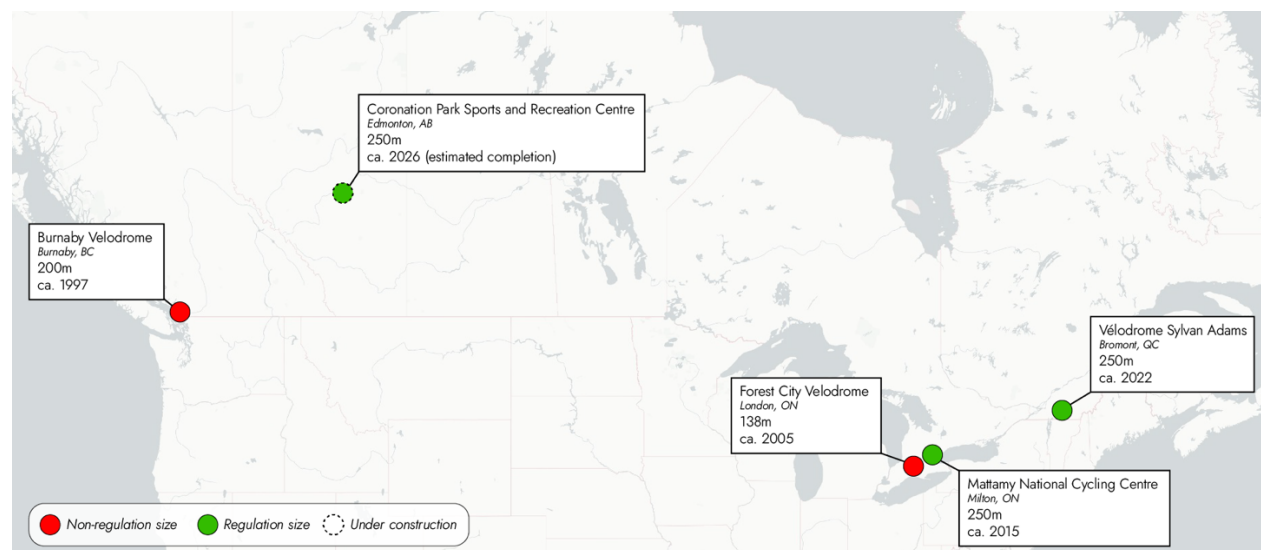 Coronation Park Sports and Recreation Centre
Edmonton, AB
250m
ca. 2026 (estimated completion)
Burnaby Velodrome
Burnaby, BC
200m
ca. 1997
Vélodrome Sylvan Adams
Bromont, QC
250m
ca. 2022
Forest City Velodrome
London, ON
138m
ca. 2005
Mattamy National Cycling Centre
Milton, ON
250m
ca. 2015
Non-regulation size
Regulation size
Under construction